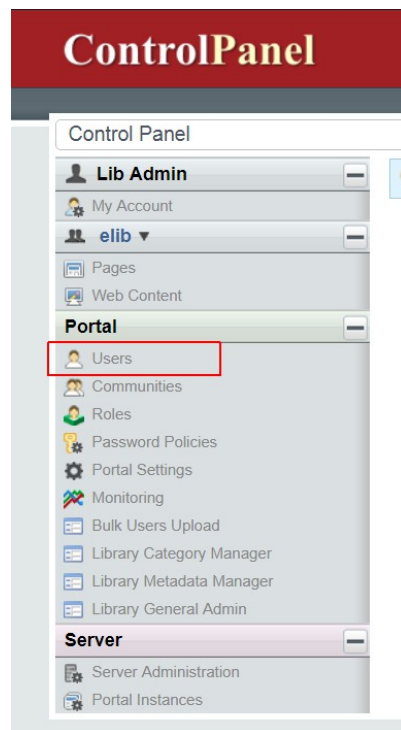 ControlPanel
Control Panel
Lib Admin
My Account
elib ▼
Pages
Web Content
Portal
Users
Communities
Roles
Password Policies
Portal Settings
Monitoring
Bulk Users Upload
Library Category Manager
Library Metadata Manager
Library General Admin
Server
Server Administration
Portal Instances